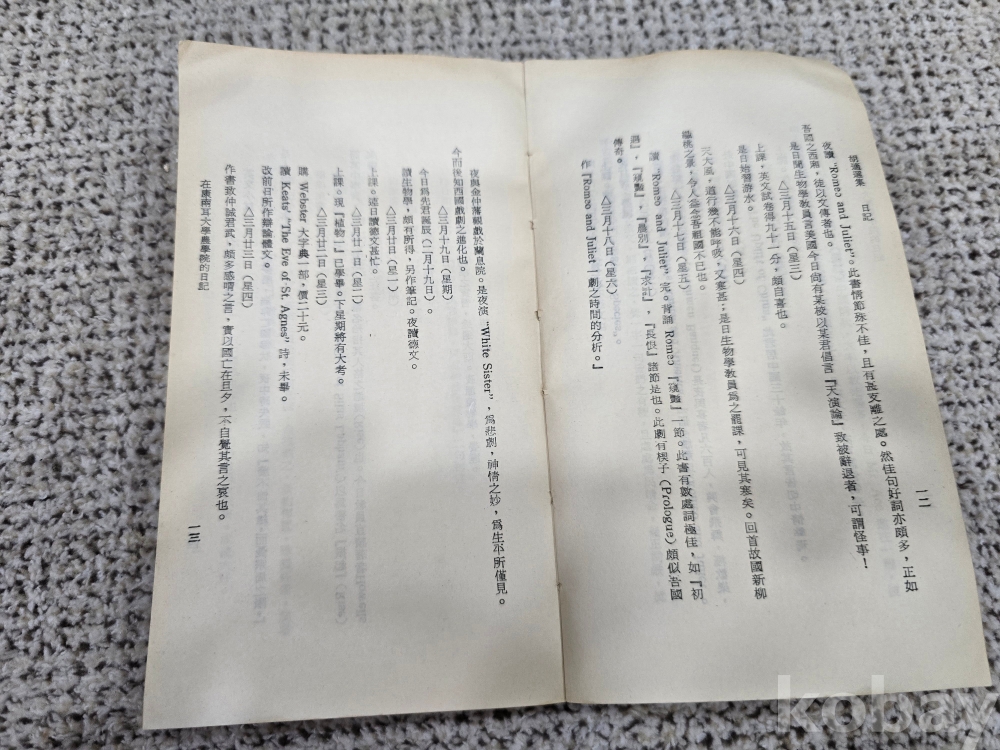 胡適選集　日記　一二
夜讀“Romeo and Juliet”。此書情節殊不佳，且有甚支離之處。然佳句好詞亦頗多，正如
吾國之西廂，徒以文傳者也。
是日聞生物學教員言美國今日尚有某校以某君倡言『天演論』致被辭退者，可謂怪事！
△三月十五日（星三）
上課，英文試卷得九十一分，頗自喜也。
△三月十六日（星四）
是日始習游水。
天大風，道行幾不能呼吸，又寒甚；是日生物學教員爲之罷課，可見其寒矣。回首故國新柳
桃之景，令人益念吾祖國不已也。
△三月十七日（星五）
讀“Romeo and Juliet”完。背誦 Romeo『窺豔』一節。此書有數處詞極佳，如『初
遇』，『窺豔』，『晨別』，『求計』，『長恨』諸節是也。此劇有楔子（Prologue）頗似吾國
傳奇。
△三月十八日（星六）
作『Romeo and Juliet 一劇之時間的分析。』
夜與金仲藩觀戲於蘭息院。是夜演“White Sister”，爲悲劇，神情之妙，爲生平所僅見。
今而後知西國戲劇之進化也。
△三月十九日（星期）
今日爲先君誕辰（二月十九日）。
讀生物學，頗有所得，另作筆記。夜讀德文。
△三月廿日（星一）
上課。連日讀德文甚忙。
△三月廿一日（星二）
上課。現『植物』已學畢。下星期將有大考。
△三月廿二日（星三）
購 Webster 大字典一部，價二十元。
讀 Keats’“The Eve of St. Agnes”詩，未畢。
改前日所作辯論體文。
△三月廿三日（星四）
作書致仲誠君武，頗多感喟之言，實以國亡在旦夕，不自覺其言之哀也。
在康南耳大學農學院的日記　一三
kobay